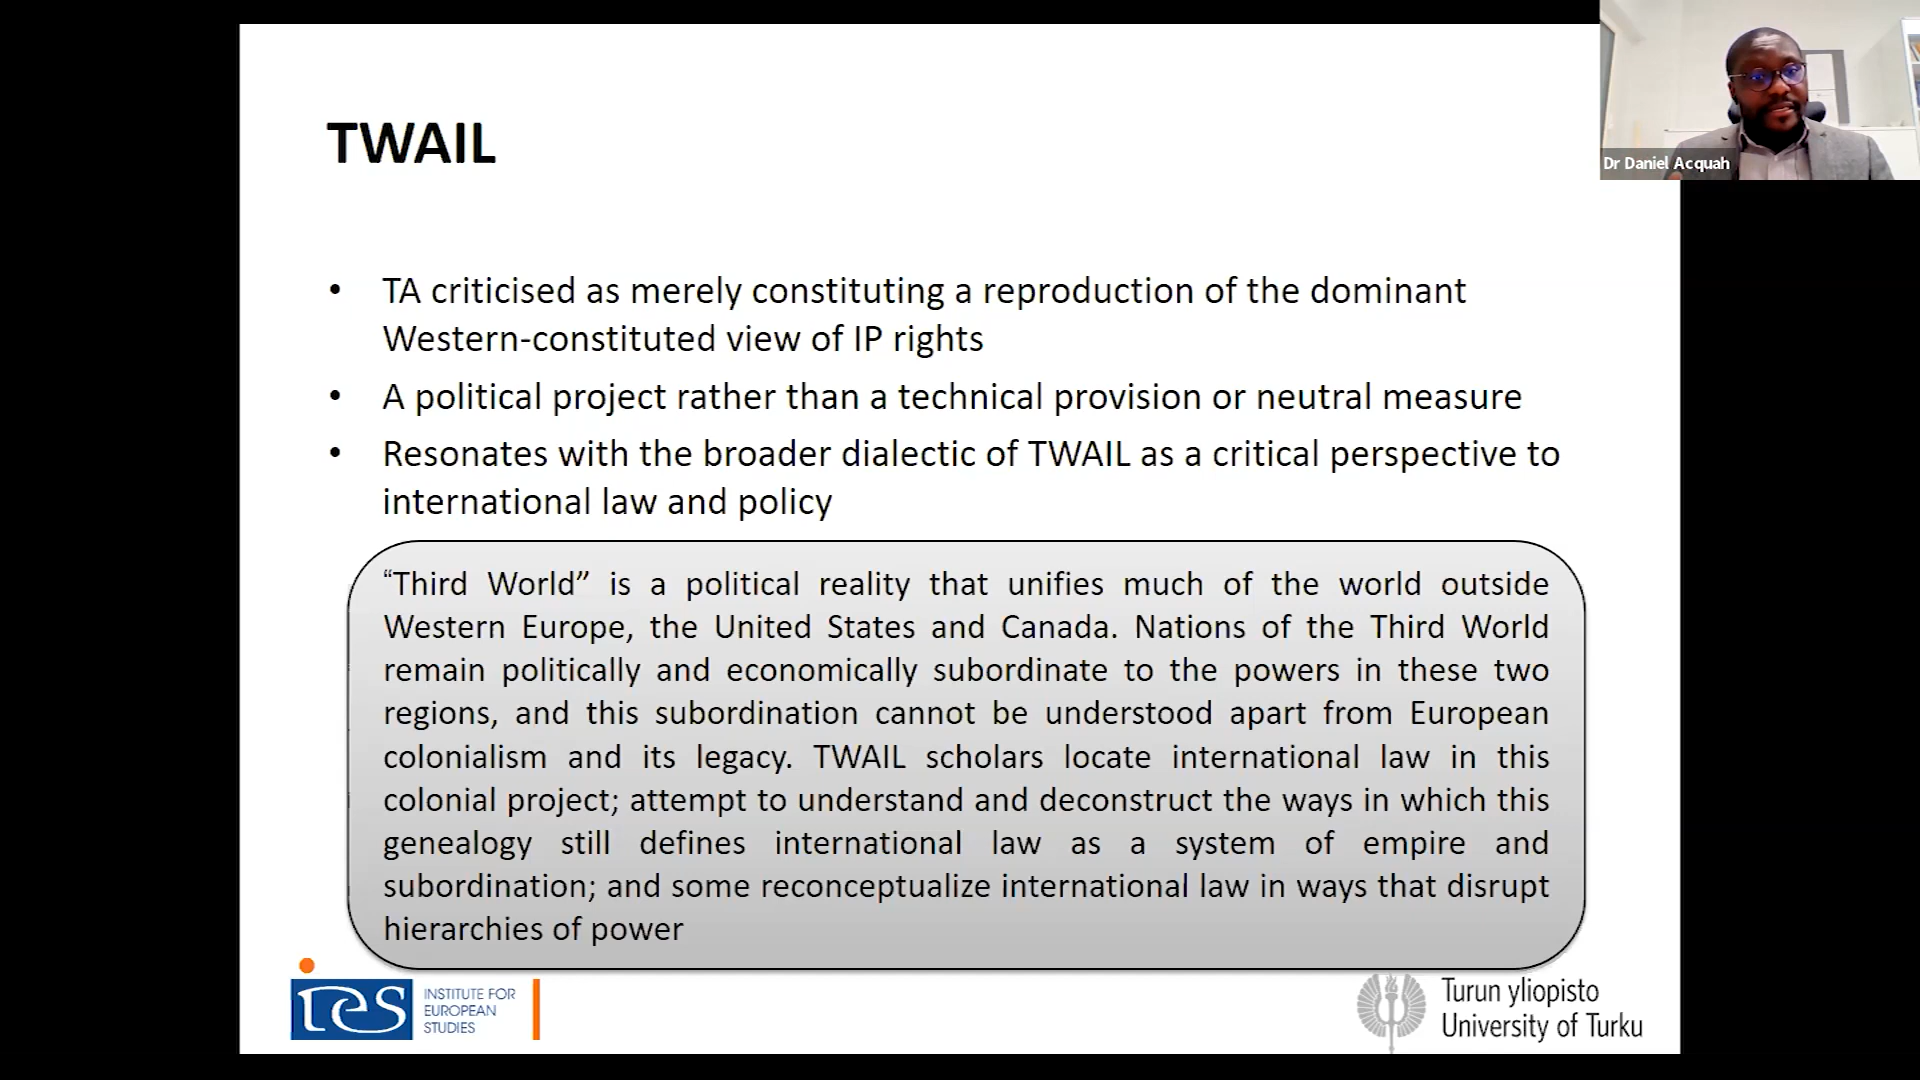 TWAIL
Dr Daniel Acquah
• TA criticised as merely constituting a reproduction of the dominant
Western-constituted view of IP rights
• A political project rather than a technical provision or neutral measure
• Resonates with the broader dialectic of TWAIL as a critical perspective to
international law and policy
“Third World” is a political reality that unifies much of the world outside
Western Europe, the United States and Canada. Nations of the Third World
remain politically and economically subordinate to the powers in these two
regions, and this subordination cannot be understood apart from European
colonialism and its legacy. TWAIL scholars locate international law in this
colonial project; attempt to understand and deconstruct the ways in which this
genealogy still defines international law as a system of empire and
subordination; and some reconceptualize international law in ways that disrupt
hierarchies of power
ies
INSTITUTE FOR
EUROPEAN
STUDIES
Turun yliopisto
University of Turku